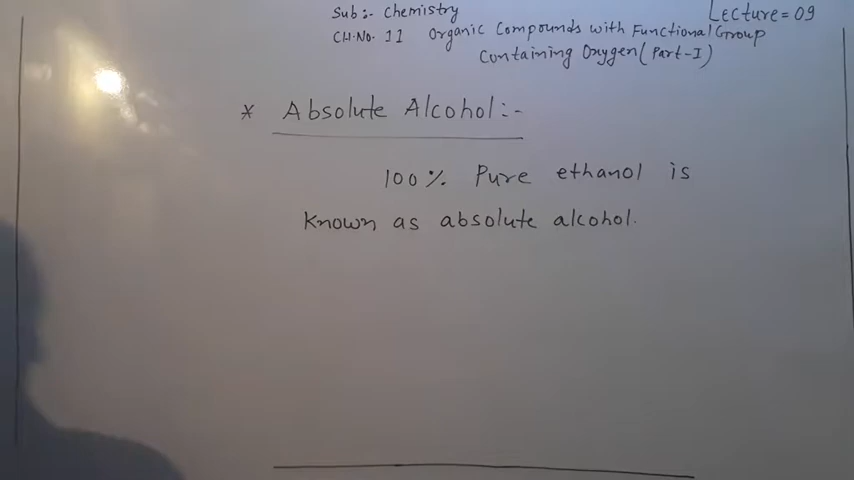 Sub:- Chemistry
Lecture = 09
CH.No. 11 Organic Compounds with Functional Group
Containing Oxygen (Part-I)
* Absolute Alcohol:-
100% Pure ethanol is
known as absolute alcohol.